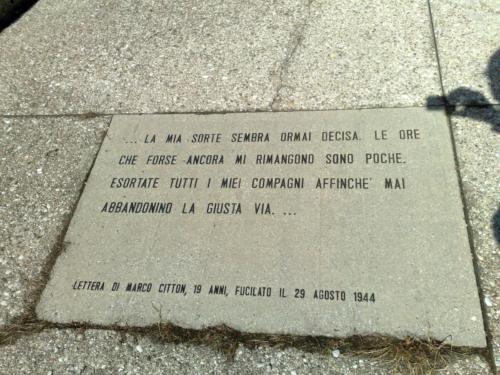 ... LA MIA SORTE SEMBRA ORMAI DECISA. LE ORE
CHE FORSE ANCORA MI RIMANGONO SONO POCHE.
ESORTATE TUTTI I MIEI COMPAGNI AFFINCHE' MAI
ABBANDONINO LA GIUSTA VIA. ...
LETTERA DI MARCO CITTON, 19 ANNI, FUCILATO IL 29 AGOSTO 1944